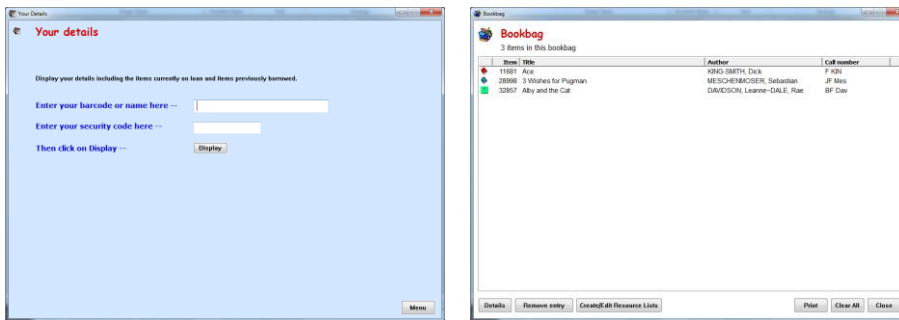 Your Details
Your details
Display your details including the items currently on loan and items previously borrowed.
Enter your barcode or name here --
Enter your security code here --
Then click on Display --
Display
Menu
Bookbag
Bookbag
3 items in this bookbag
Item Title Author Call number
11681 Ace KING-SMITH, Dick F KIN
28998 3 Wishes for Pugman MESCHENMOSER, Sebastian JF Mes
32857 Alby and the Cat DAVIDSON, Leanne~DALE, Rae BF Dav
Details Remove entry Create/Edit Resource Lists Print Clear All Close